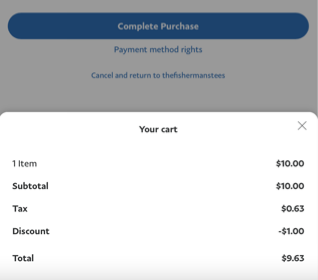 Complete Purchase
Payment method rights
Cancel and return to thefishermanstees
Your cart
1 Item $10.00
Subtotal $10.00
Tax $0.63
Discount -$1.00
Total $9.63